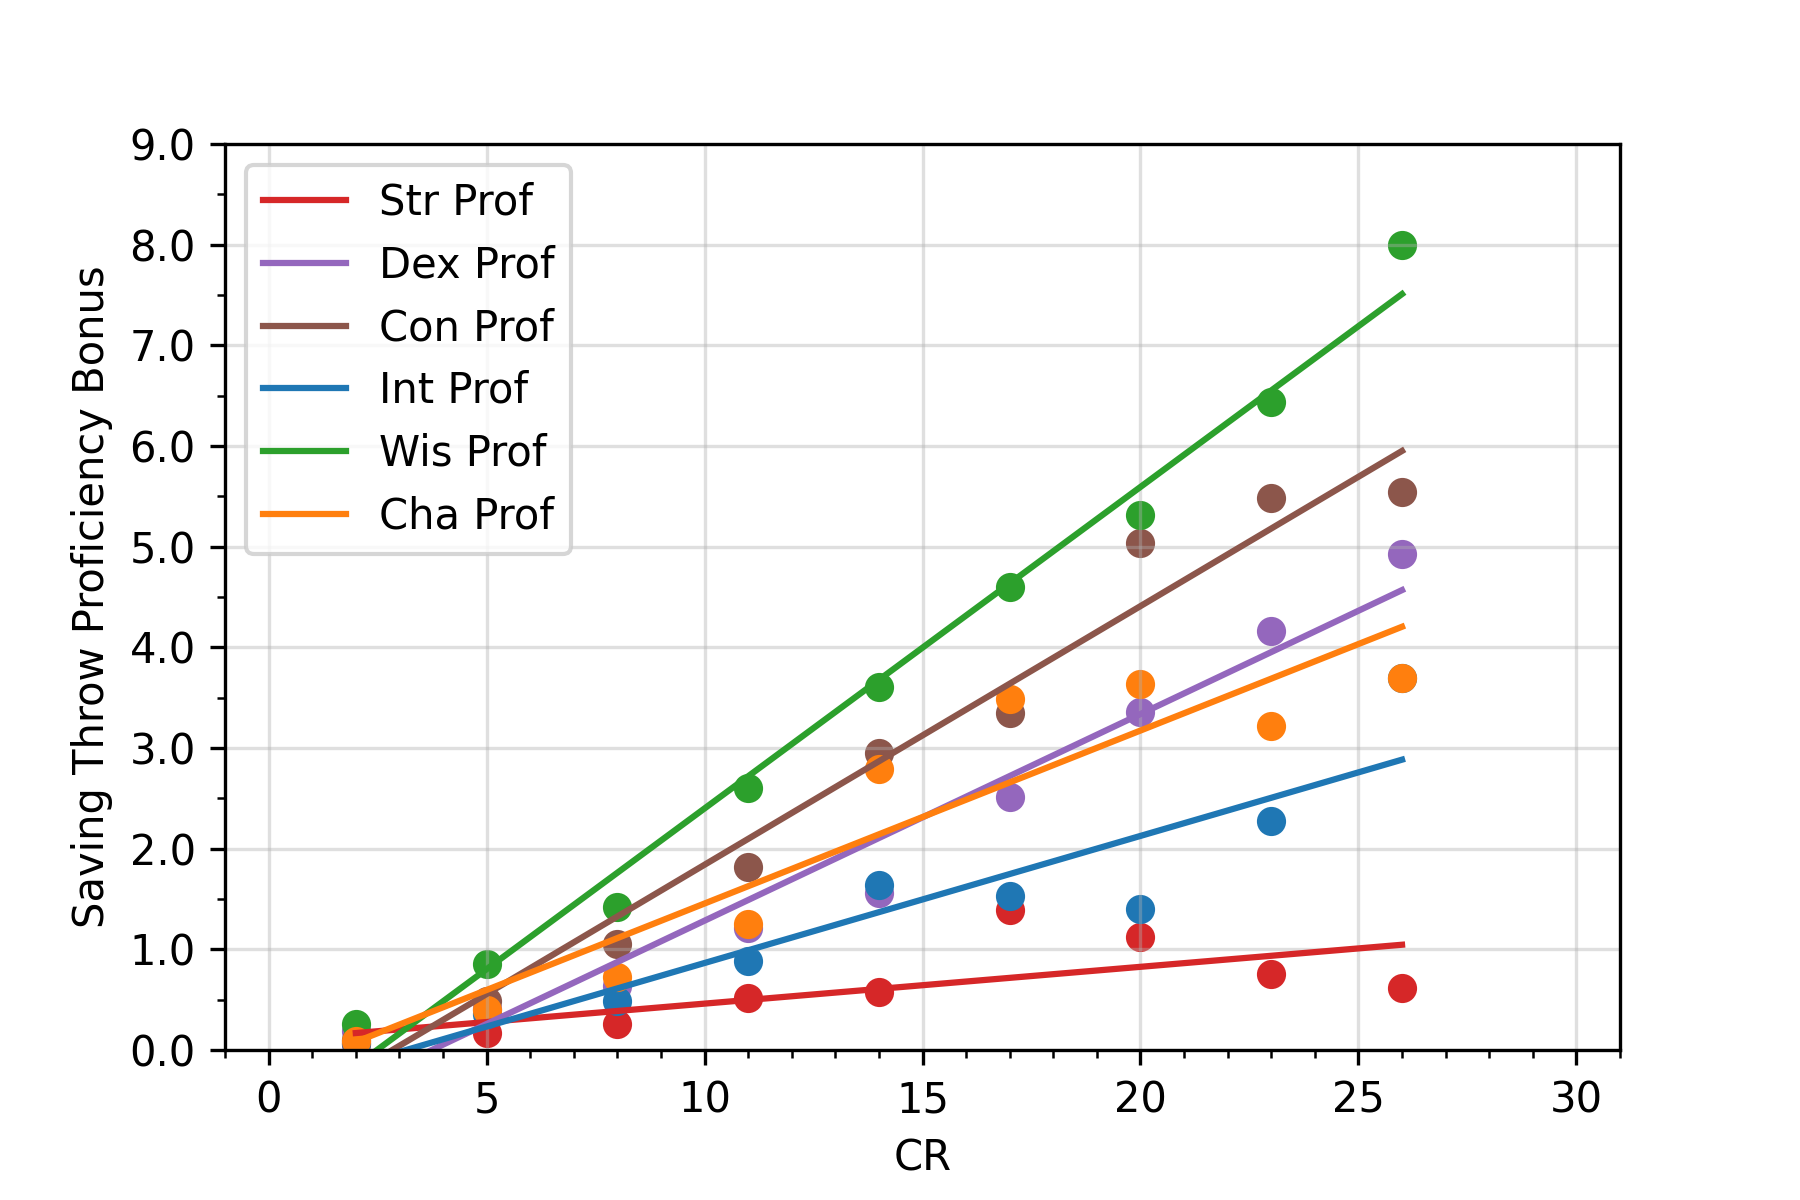 9.0
8.0
7.0
6.0
5.0
4.0
3.0
2.0
1.0
0.0
Saving Throw Proficiency Bonus
Str Prof
Dex Prof
Con Prof
Int Prof
Wis Prof
Cha Prof
0 5 10 15 20 25 30
CR